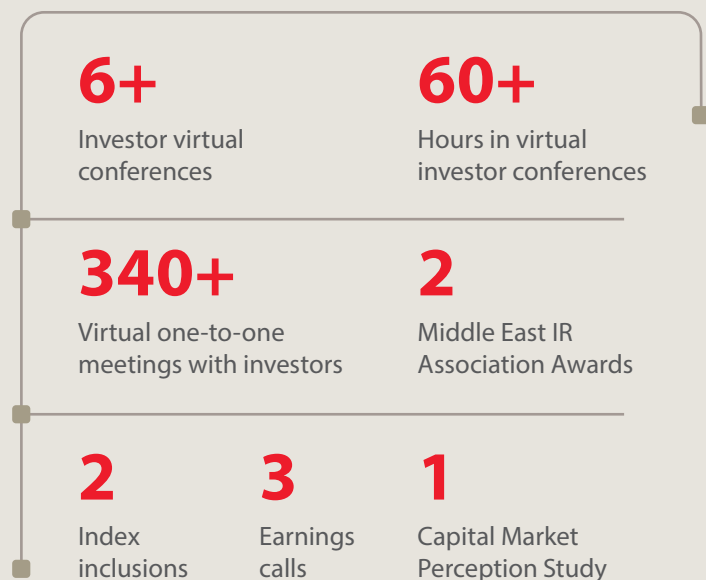 6+
Investor virtual
conferences
60+
Hours in virtual
investor conferences
340+
Virtual one-to-one
meetings with investors
2
Middle East IR
Association Awards
2
Index
inclusions
3
Earnings
calls
1
Capital Market
Perception Study